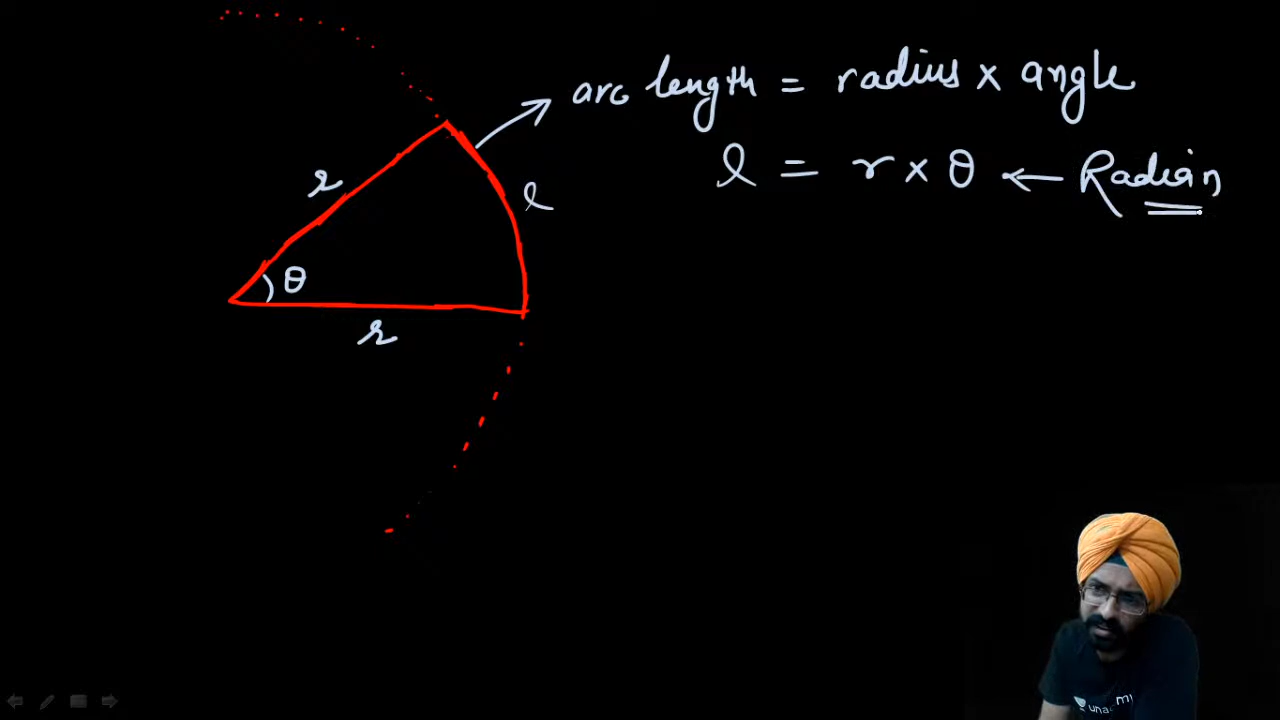 arc length = radius × angle
l = r × θ ← Radian
r
l
θ
r